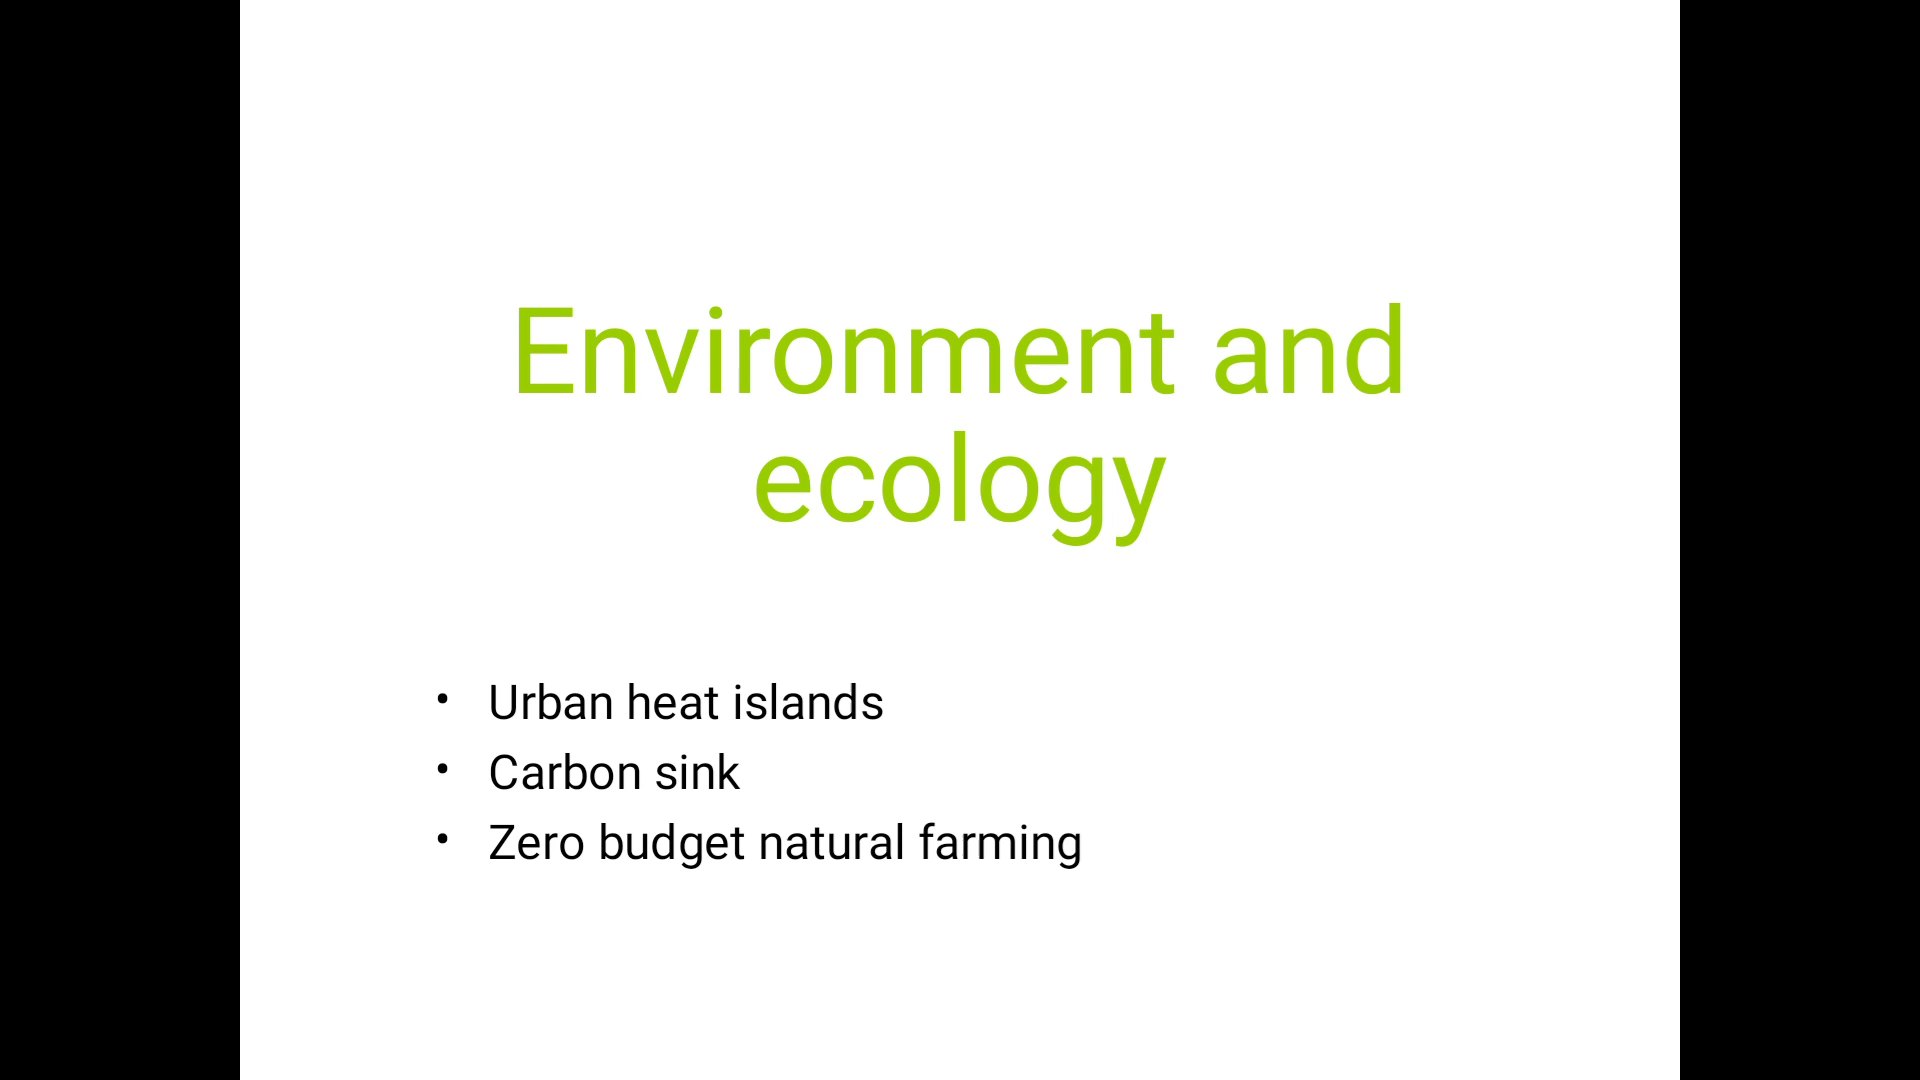 Environment and
ecology
• Urban heat islands
• Carbon sink
• Zero budget natural farming